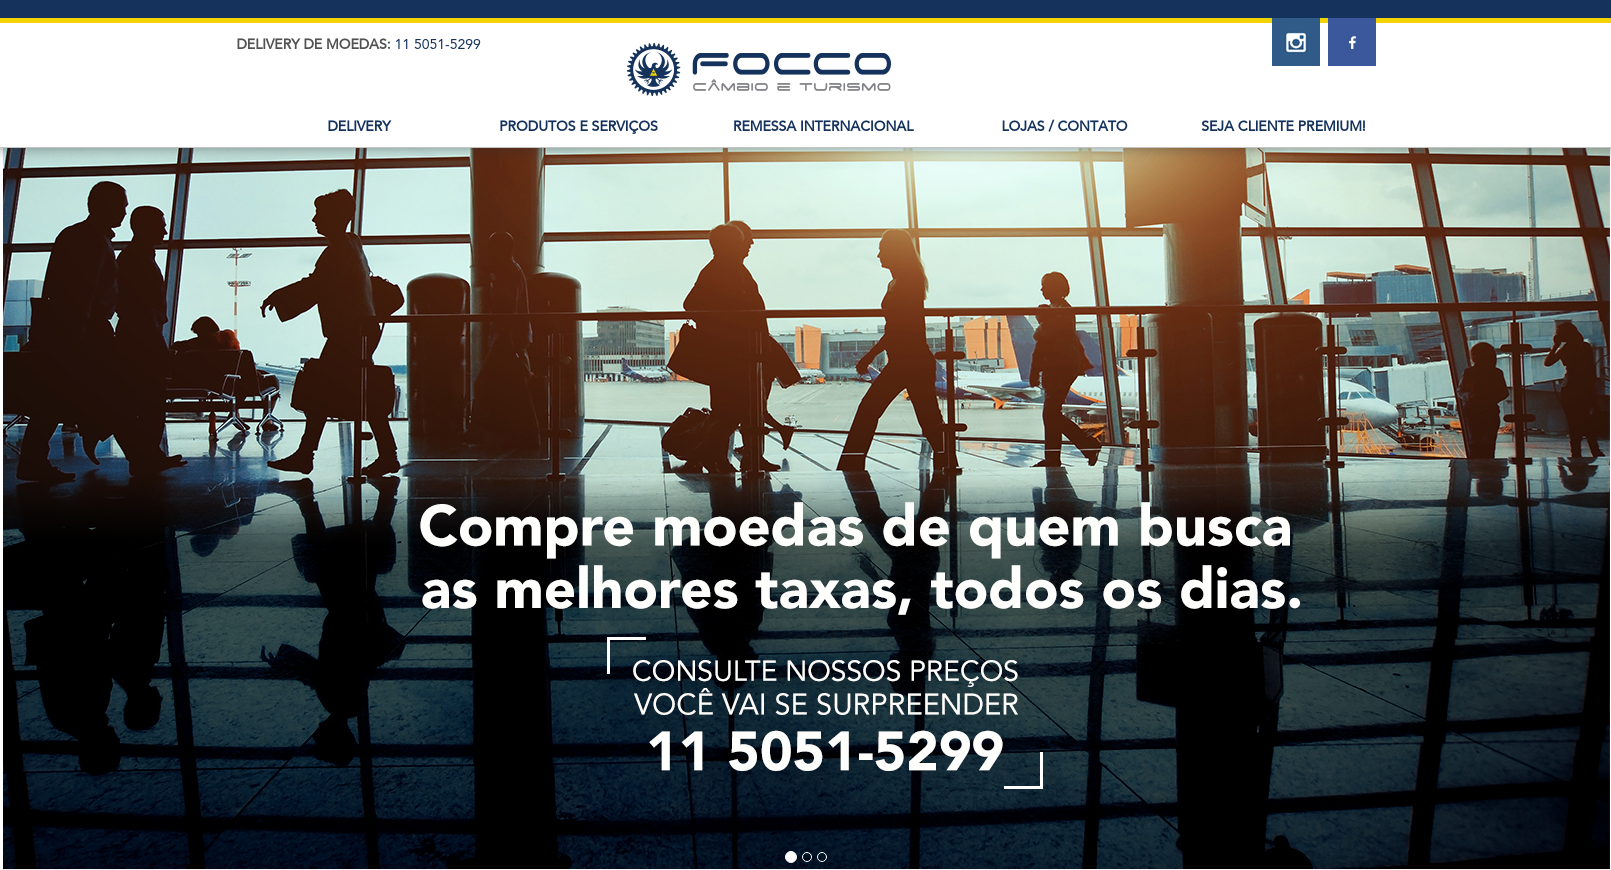 DELIVERY DE MOEDAS: 11 5051-5299
FOCCO
CÂMBIO E TURISMO
DELIVERY
PRODUTOS E SERVIÇOS
REMESSA INTERNACIONAL
LOJAS / CONTATO
SEJA CLIENTE PREMIUM!
Compre moedas de quem busca
as melhores taxas, todos os dias.
CONSULTE NOSSOS PREÇOS
VOCÊ VAI SE SURPREENDER
11 5051-5299